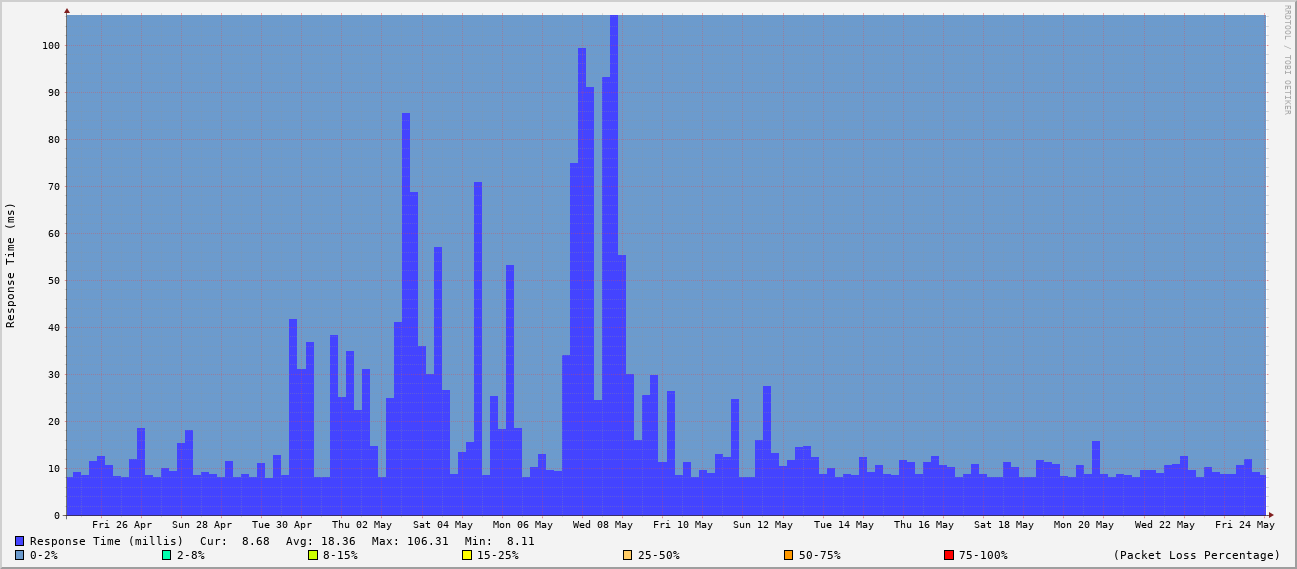 RRDTOOL / TOBI OETIKER
Response Time (ms)
100
90
80
70
60
50
40
30
20
10
0
Fri 26 Apr Sun 28 Apr Tue 30 Apr Thu 02 May Sat 04 May Mon 06 May Wed 08 May Fri 10 May Sun 12 May Tue 14 May Thu 16 May Sat 18 May Mon 20 May Wed 22 May Fri 24 May
Response Time (millis) Cur: 8.68 Avg: 18.36 Max: 106.31 Min: 8.11
0-2% 2-8% 8-15% 15-25% 25-50% 50-75% 75-100% (Packet Loss Percentage)